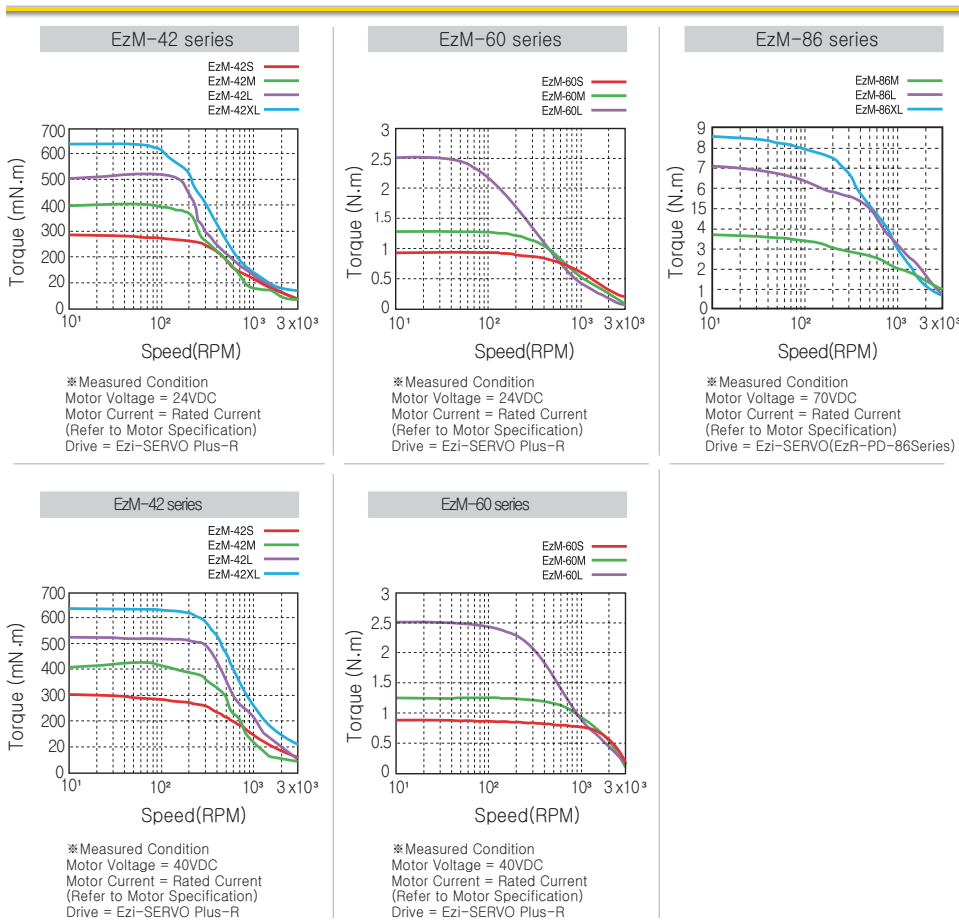 EzM-42 series
EzM-42S
EzM-42M
EzM-42L
EzM-42XL
Torque (mN.m)
700
600
500
400
300
200
20
0
10¹ 10² 10³ 3x10³
Speed(RPM)
※Measured Condition
Motor Voltage = 24VDC
Motor Current = Rated Current
(Refer to Motor Specification)
Drive = Ezi-SERVO Plus-R
EzM-60 series
EzM-60S
EzM-60M
EzM-60L
Torque (N.m)
3
2.5
2
1.5
1
0.5
0
10¹ 10² 10³ 3x10³
Speed(RPM)
※Measured Condition
Motor Voltage = 24VDC
Motor Current = Rated Current
(Refer to Motor Specification)
Drive = Ezi-SERVO Plus-R
EzM-86 series
EzM-86M
EzM-86L
EzM-86XL
Torque (N.m)
9
8
7
6
15
3
2
1
0
10¹ 10² 10³ 3x10³
Speed(RPM)
※Measured Condition
Motor Voltage = 70VDC
Motor Current = Rated Current
(Refer to Motor Specification)
Drive = Ezi-SERVO(EzR-PD-86Series)
EzM-42 series
EzM-42S
EzM-42M
EzM-42L
EzM-42XL
Torque (mN.m)
700
600
500
400
300
200
20
0
10¹ 10² 10³ 3x10³
Speed(RPM)
※Measured Condition
Motor Voltage = 40VDC
Motor Current = Rated Current
(Refer to Motor Specification)
Drive = Ezi-SERVO Plus-R
EzM-60 series
EzM-60S
EzM-60M
EzM-60L
Torque (N.m)
3
2.5
2
1.5
1
0.5
0
10¹ 10² 10³ 3x10³
Speed(RPM)
※Measured Condition
Motor Voltage = 40VDC
Motor Current = Rated Current
(Refer to Motor Specification)
Drive = Ezi-SERVO Plus-R